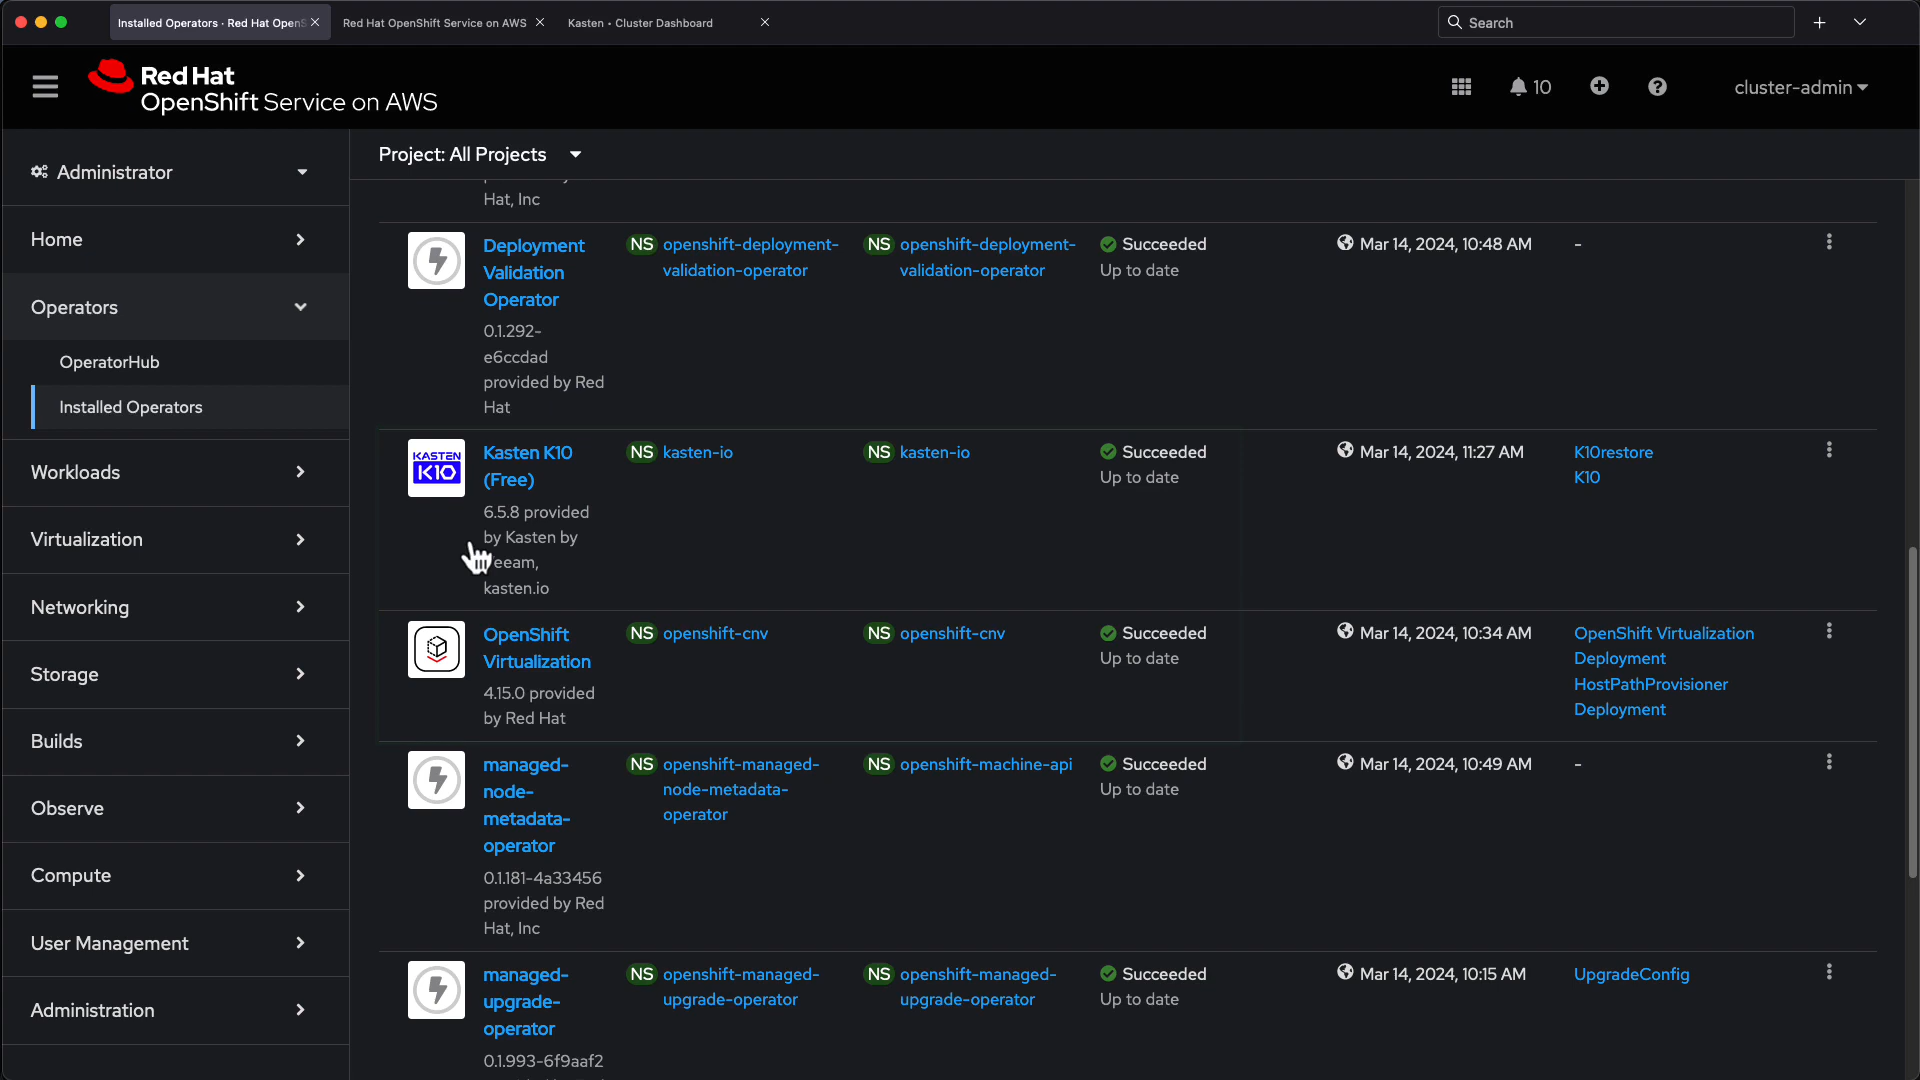 Installed Operators · Red Hat OpenS
Red Hat OpenShift Service on AWS
Kasten • Cluster Dashboard
Search
Red Hat
OpenShift Service on AWS
10
cluster-admin
Administrator
Home
Operators
OperatorHub
Installed Operators
Workloads
Virtualization
Networking
Storage
Builds
Observe
Compute
User Management
Administration
Project: All Projects
Hat, Inc
Deployment
Validation
Operator
0.1.292-
e6ccdad
provided by Red
Hat
NS openshift-deployment-
validation-operator
NS openshift-deployment-
validation-operator
Succeeded
Up to date
Mar 14, 2024, 10:48 AM
-
KASTEN
K10
Kasten K10
(Free)
6.5.8 provided
by Kasten by
eeam,
kasten.io
NS kasten-io
NS kasten-io
Succeeded
Up to date
Mar 14, 2024, 11:27 AM
K10restore
K10
OpenShift
Virtualization
4.15.0 provided
by Red Hat
NS openshift-cnv
NS openshift-cnv
Succeeded
Up to date
Mar 14, 2024, 10:34 AM
OpenShift Virtualization
Deployment
HostPathProvisioner
Deployment
managed-
node-
metadata-
operator
0.1.181-4a33456
provided by Red
Hat, Inc
NS openshift-managed-
node-metadata-
operator
NS openshift-machine-api
Succeeded
Up to date
Mar 14, 2024, 10:49 AM
-
managed-
upgrade-
operator
0.1.993-6f9aaf2
NS openshift-managed-
upgrade-operator
NS openshift-managed-
upgrade-operator
Succeeded
Up to date
Mar 14, 2024, 10:15 AM
UpgradeConfig